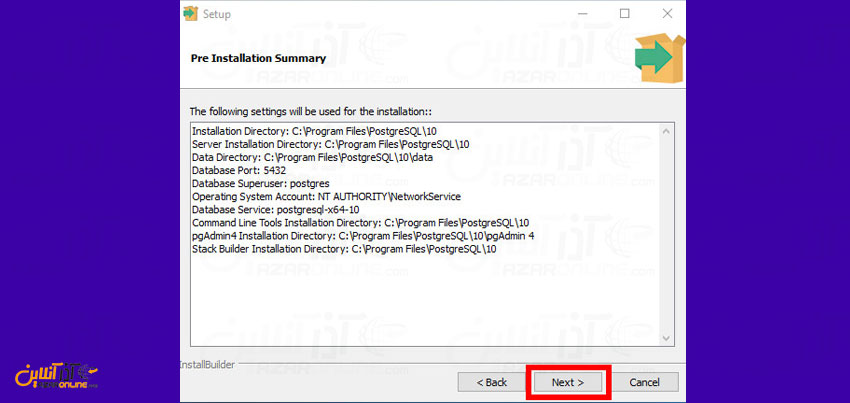 Setup
Pre Installation Summary
The following settings will be used for the installation::
Installation Directory: C:\Program Files\PostgreSQL\10
Server Installation Directory: C:\Program Files\PostgreSQL\10
Data Directory: C:\Program Files\PostgreSQL\10\data
Database Port: 5432
Database Superuser: postgres
Operating System Account: NT AUTHORITY\NetworkService
Database Service: postgresql-x64-10
Command Line Tools Installation Directory: C:\Program Files\PostgreSQL\10
pgAdmin4 Installation Directory: C:\Program Files\PostgreSQL\10\pgAdmin 4
Stack Builder Installation Directory: C:\Program Files\PostgreSQL\10
InstallBuilder
< Back
Next >
Cancel
آذرآنلاین
AZARONLINE.com